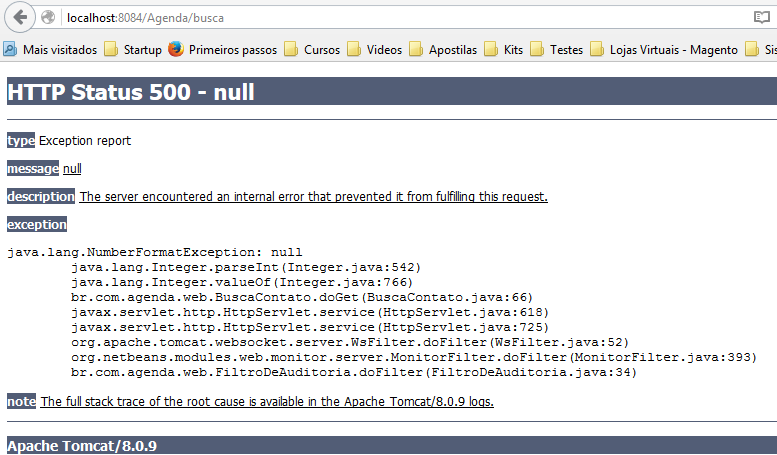 localhost:8084/Agenda/busca
Mais visitados Startup Primeiros passos Cursos Videos Apostilas Kits Testes Lojas Virtuais - Magento Sis
HTTP Status 500 - null
type Exception report
message null
description The server encountered an internal error that prevented it from fulfilling this request.
exception
java.lang.NumberFormatException: null
java.lang.Integer.parseInt(Integer.java:542)
java.lang.Integer.valueOf(Integer.java:766)
br.com.agenda.web.BuscaContato.doGet(BuscaContato.java:66)
javax.servlet.http.HttpServlet.service(HttpServlet.java:618)
javax.servlet.http.HttpServlet.service(HttpServlet.java:725)
org.apache.tomcat.websocket.server.WsFilter.doFilter(WsFilter.java:52)
org.netbeans.modules.web.monitor.server.MonitorFilter.doFilter(MonitorFilter.java:393)
br.com.agenda.web.FiltroDeAuditoria.doFilter(FiltroDeAuditoria.java:34)
note The full stack trace of the root cause is available in the Apache Tomcat/8.0.9 logs.
Apache Tomcat/8.0.9